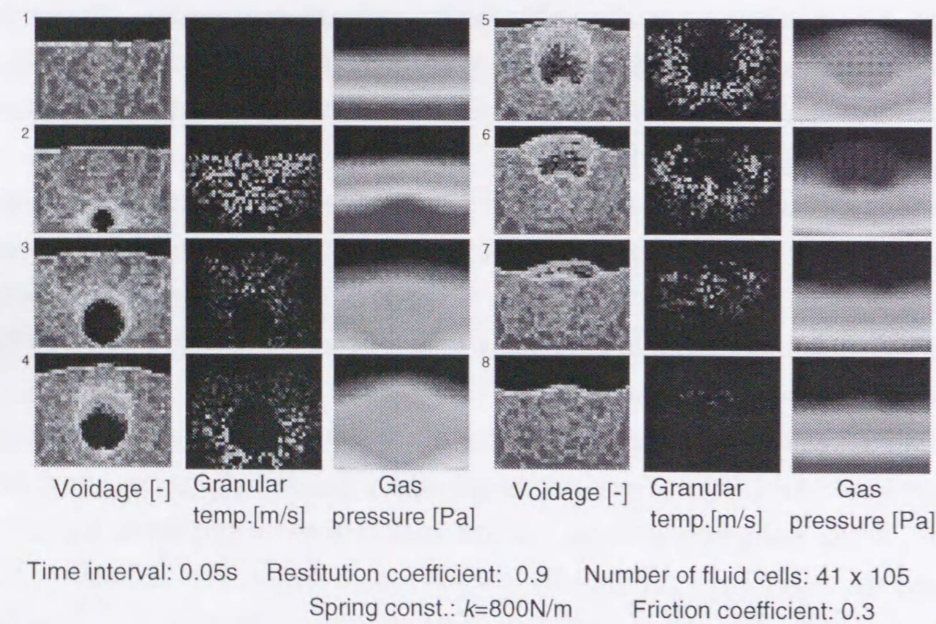 1
2
3
4
5
6
7
8
Voidage [-]
Granular
temp.[m/s]
Gas
pressure [Pa]
Voidage [-]
Granular
temp.[m/s]
Gas
pressure [Pa]
Time interval: 0.05s Restitution coefficient: 0.9 Number of fluid cells: 41 x 105
Spring const.: k=800N/m Friction coefficient: 0.3